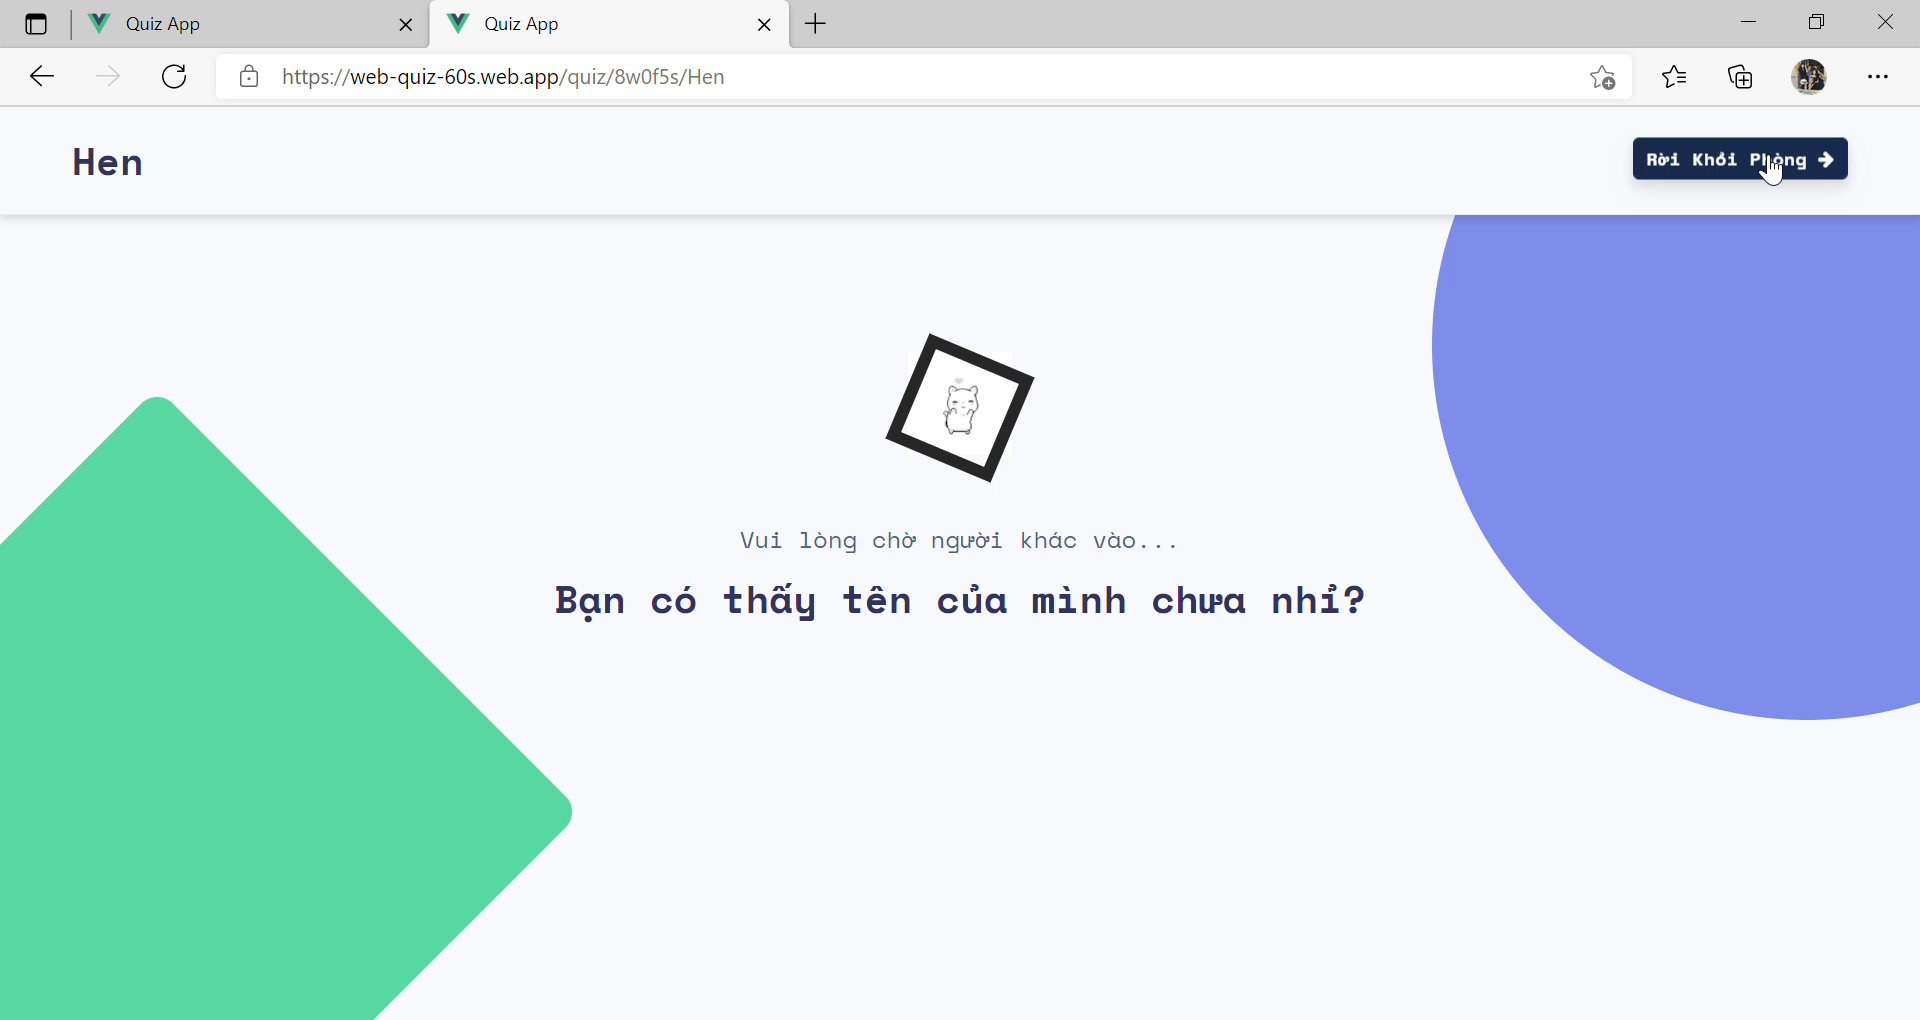 Quiz App
Quiz App
https://web-quiz-60s.web.app/quiz/8w0f5s/Hen
Hen
Rời Khỏi Phòng
Vui lòng chờ người khác vào...
Bạn có thấy tên của mình chưa nhỉ?